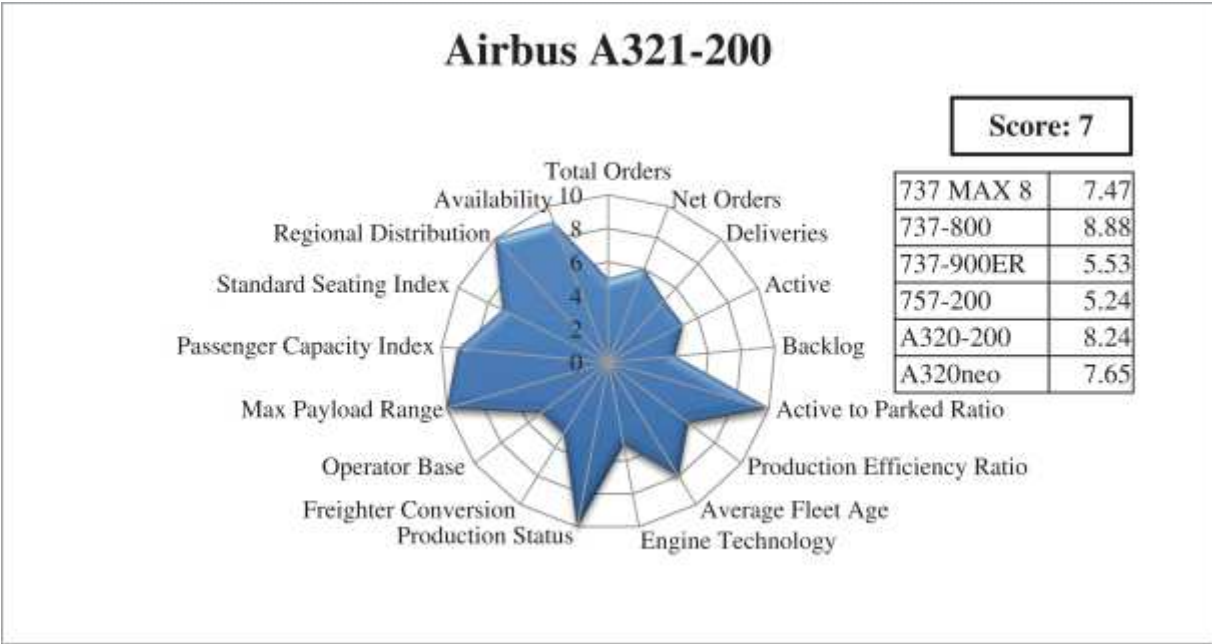 Airbus A321-200
Score: 7
737 MAX 8 7.47
737-800 8.88
737-900ER 5.53
757-200 5.24
A320-200 8.24
A320neo 7.65
Total Orders
Net Orders
Deliveries
Active
Backlog
Active to Parked Ratio
Production Efficiency Ratio
Average Fleet Age
Engine Technology
Production Status
Freighter Conversion
Operator Base
Max Payload Range
Passenger Capacity Index
Standard Seating Index
Regional Distribution
Availability
10
8
6
4
2
0